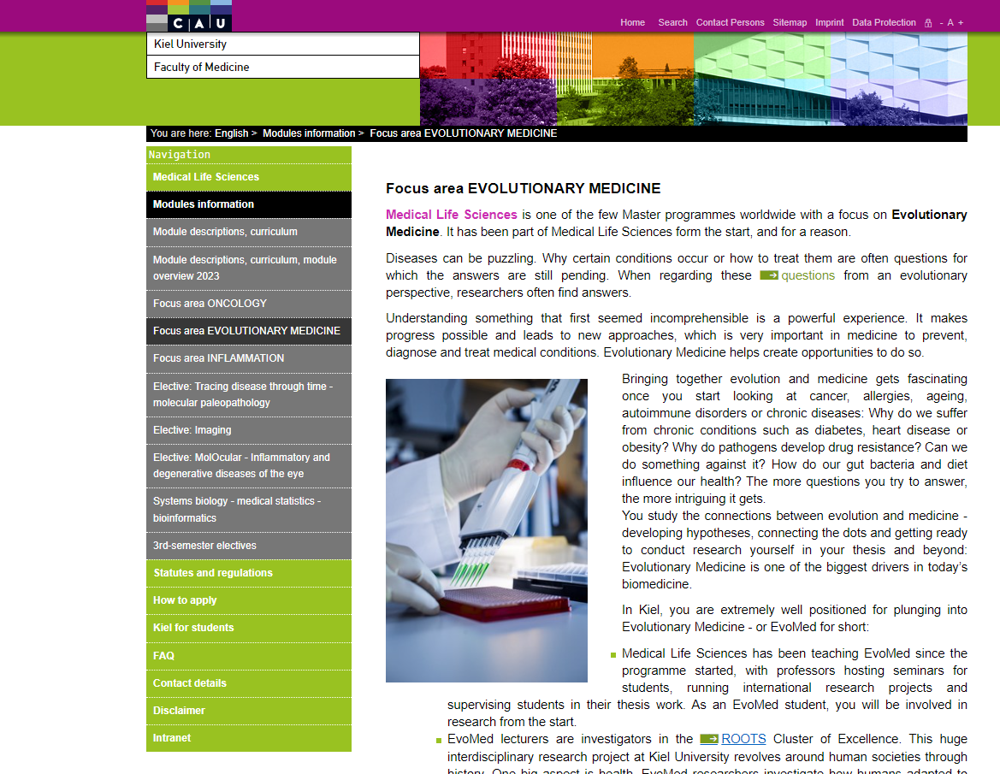 CAU
Home Search Contact Persons Sitemap Imprint Data Protection - A +
Kiel University
Faculty of Medicine
You are here: English > Modules information > Focus area EVOLUTIONARY MEDICINE
Navigation
Medical Life Sciences
Modules information
Module descriptions, curriculum
Module descriptions, curriculum, module
overview 2023
Focus area ONCOLOGY
Focus area EVOLUTIONARY MEDICINE
Focus area INFLAMMATION
Elective: Tracing disease through time -
molecular paleopathology
Elective: Imaging
Elective: MolOcular - Inflammatory and
degenerative diseases of the eye
Systems biology - medical statistics -
bioinformatics
3rd-semester electives
Statutes and regulations
How to apply
Kiel for students
FAQ
Contact details
Disclaimer
Intranet
Focus area EVOLUTIONARY MEDICINE
Medical Life Sciences is one of the few Master programmes worldwide with a focus on Evolutionary
Medicine. It has been part of Medical Life Sciences form the start, and for a reason.
Diseases can be puzzling. Why certain conditions occur or how to treat them are often questions for
which the answers are still pending. When regarding these questions from an evolutionary
perspective, researchers often find answers.
Understanding something that first seemed incomprehensible is a powerful experience. It makes
progress possible and leads to new approaches, which is very important in medicine to prevent,
diagnose and treat medical conditions. Evolutionary Medicine helps create opportunities to do so.
Bringing together evolution and medicine gets fascinating
once you start looking at cancer, allergies, ageing,
autoimmune disorders or chronic diseases: Why do we suffer
from chronic conditions such as diabetes, heart disease or
obesity? Why do pathogens develop drug resistance? Can we
do something against it? How do our gut bacteria and diet
influence our health? The more questions you try to answer,
the more intriguing it gets.
You study the connections between evolution and medicine -
developing hypotheses, connecting the dots and getting ready
to conduct research yourself in your thesis and beyond:
Evolutionary Medicine is one of the biggest drivers in today's
biomedicine.
In Kiel, you are extremely well positioned for plunging into
Evolutionary Medicine - or EvoMed for short:
Medical Life Sciences has been teaching EvoMed since the
programme started, with professors hosting seminars for
students, running international research projects and
supervising students in their thesis work. As an EvoMed student, you will be involved in
research from the start.
EvoMed lecturers are investigators in the ROOTS Cluster of Excellence. This huge
interdisciplinary research project at Kiel University revolves around human societies through
history. One big aspect is health. EvoMed researchers investigate how humans adapted to